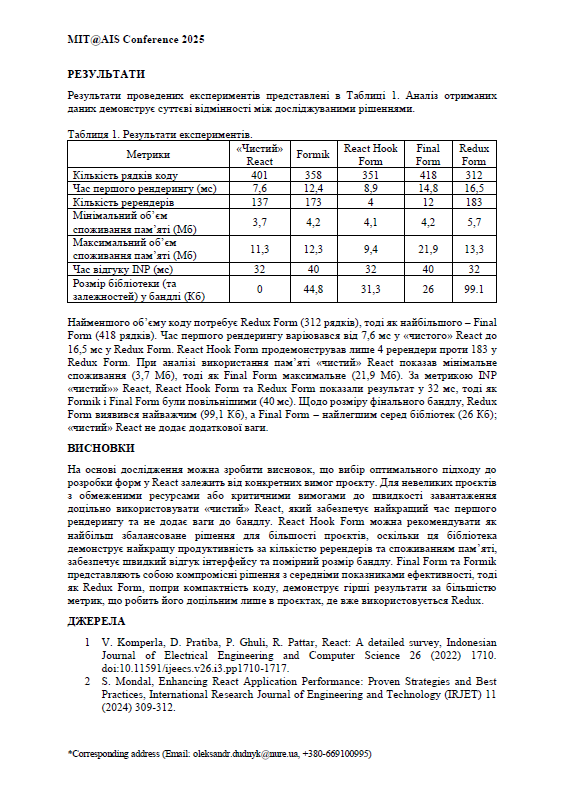 MIT@AIS Conference 2025
РЕЗУЛЬТАТИ
Результати проведених експериментів представлені в Таблиці 1. Аналіз отриманих
даних демонструє суттєві відмінності між досліджуваними рішеннями.
Таблиця 1. Результати експериментів.
Метрики «Чистий» React Formik React Hook Form Final Form Redux Form
Кількість рядків коду 401 358 351 418 312
Час першого рендерингу (мс) 7,6 12,4 8,9 14,8 16,5
Кількість ререндерів 137 173 4 12 183
Мінімальний об’єм
споживання пам’яті (Мб) 3,7 4,2 4,1 4,2 5,7
Максимальний об’єм
споживання пам’яті (Мб) 11,3 12,3 9,4 21,9 13,3
Час відгуку INP (мс) 32 40 32 40 32
Розмір бібліотеки (та
залежностей) у бандлі (Кб) 0 44,8 31,3 26 99.1
Найменшого об’єму коду потребує Redux Form (312 рядків), тоді як найбільшого – Final
Form (418 рядків). Час першого рендерингу варіювався від 7,6 мс у «чистого» React до
16,5 мс у Redux Form. React Hook Form продемонстрував лише 4 ререндери проти 183 у
Redux Form. При аналізі використання пам’яті «чистий» React показав мінімальне
споживання (3,7 Мб), тоді як Final Form максимальне (21,9 Мб). За метрикою INP
«чистий»» React, React Hook Form та Redux Form показали результат у 32 мс, тоді як
Formik і Final Form були повільнішими (40 мс). Щодо розміру фінального бандлу, Redux
Form виявився найважчим (99,1 Кб), а Final Form – найлегшим серед бібліотек (26 Кб);
«чистий» React не додає додаткової ваги.
ВИСНОВКИ
На основі дослідження можна зробити висновок, що вибір оптимального підходу до
розробки форм у React залежить від конкретних вимог проєкту. Для невеликих проєктів
з обмеженими ресурсами або критичними вимогами до швидкості завантаження
доцільно використовувати «чистий» React, який забезпечує найкращий час першого
рендерингу та не додає ваги до бандлу. React Hook Form можна рекомендувати як
найбільш збалансоване рішення для більшості проєктів, оскільки ця бібліотека
демонструє найкращу продуктивність за кількістю ререндерів та споживанням пам’яті,
забезпечує швидкий відгук інтерфейсу та помірний розмір бандлу. Final Form та Formik
представляють собою компромісні рішення з середніми показниками ефективності, тоді
як Redux Form, попри компактність коду, демонструє гірші результати за більшістю
метрик, що робить його доцільним лише в проєктах, де вже використовується Redux.
ДЖЕРЕЛА
1 V. Komperla, D. Pratiba, P. Ghuli, R. Pattar, React: A detailed survey, Indonesian
Journal of Electrical Engineering and Computer Science 26 (2022) 1710.
doi:10.11591/ijeecs.v26.i3.pp1710-1717.
2 S. Mondal, Enhancing React Application Performance: Proven Strategies and Best
Practices, International Research Journal of Engineering and Technology (IRJET) 11
(2024) 309-312.
*Corresponding address (Email: oleksandr.dudnyk@nure.ua, +380-669100995)